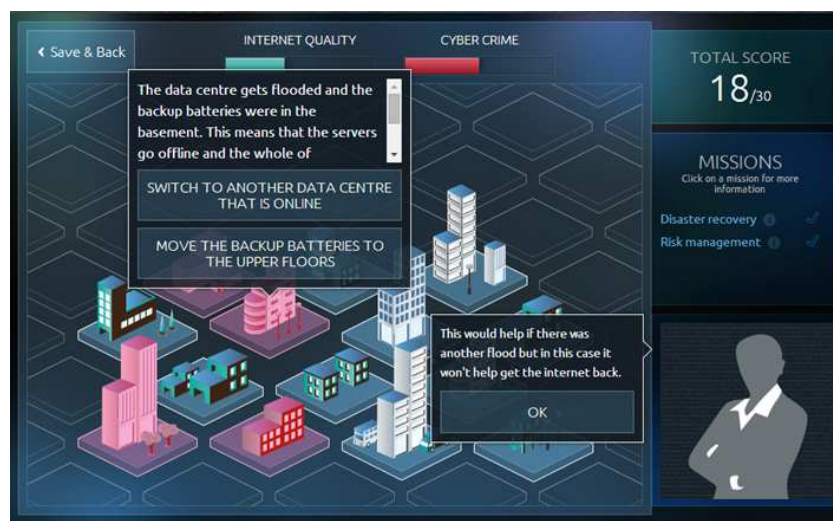 < Save & Back
INTERNET QUALITY
CYBER CRIME
The data centre gets flooded and the
backup batteries were in the
basement. This means that the servers
go offline and the whole of
SWITCH TO ANOTHER DATA CENTRE
THAT IS ONLINE
MOVE THE BACKUP BATTERIES TO
THE UPPER FLOORS
This would help if there was
another flood but in this case it
won't help get the internet back.
OK
TOTAL SCORE
18/30
MISSIONS
Click on a mission for more
information
Disaster recovery
Risk management